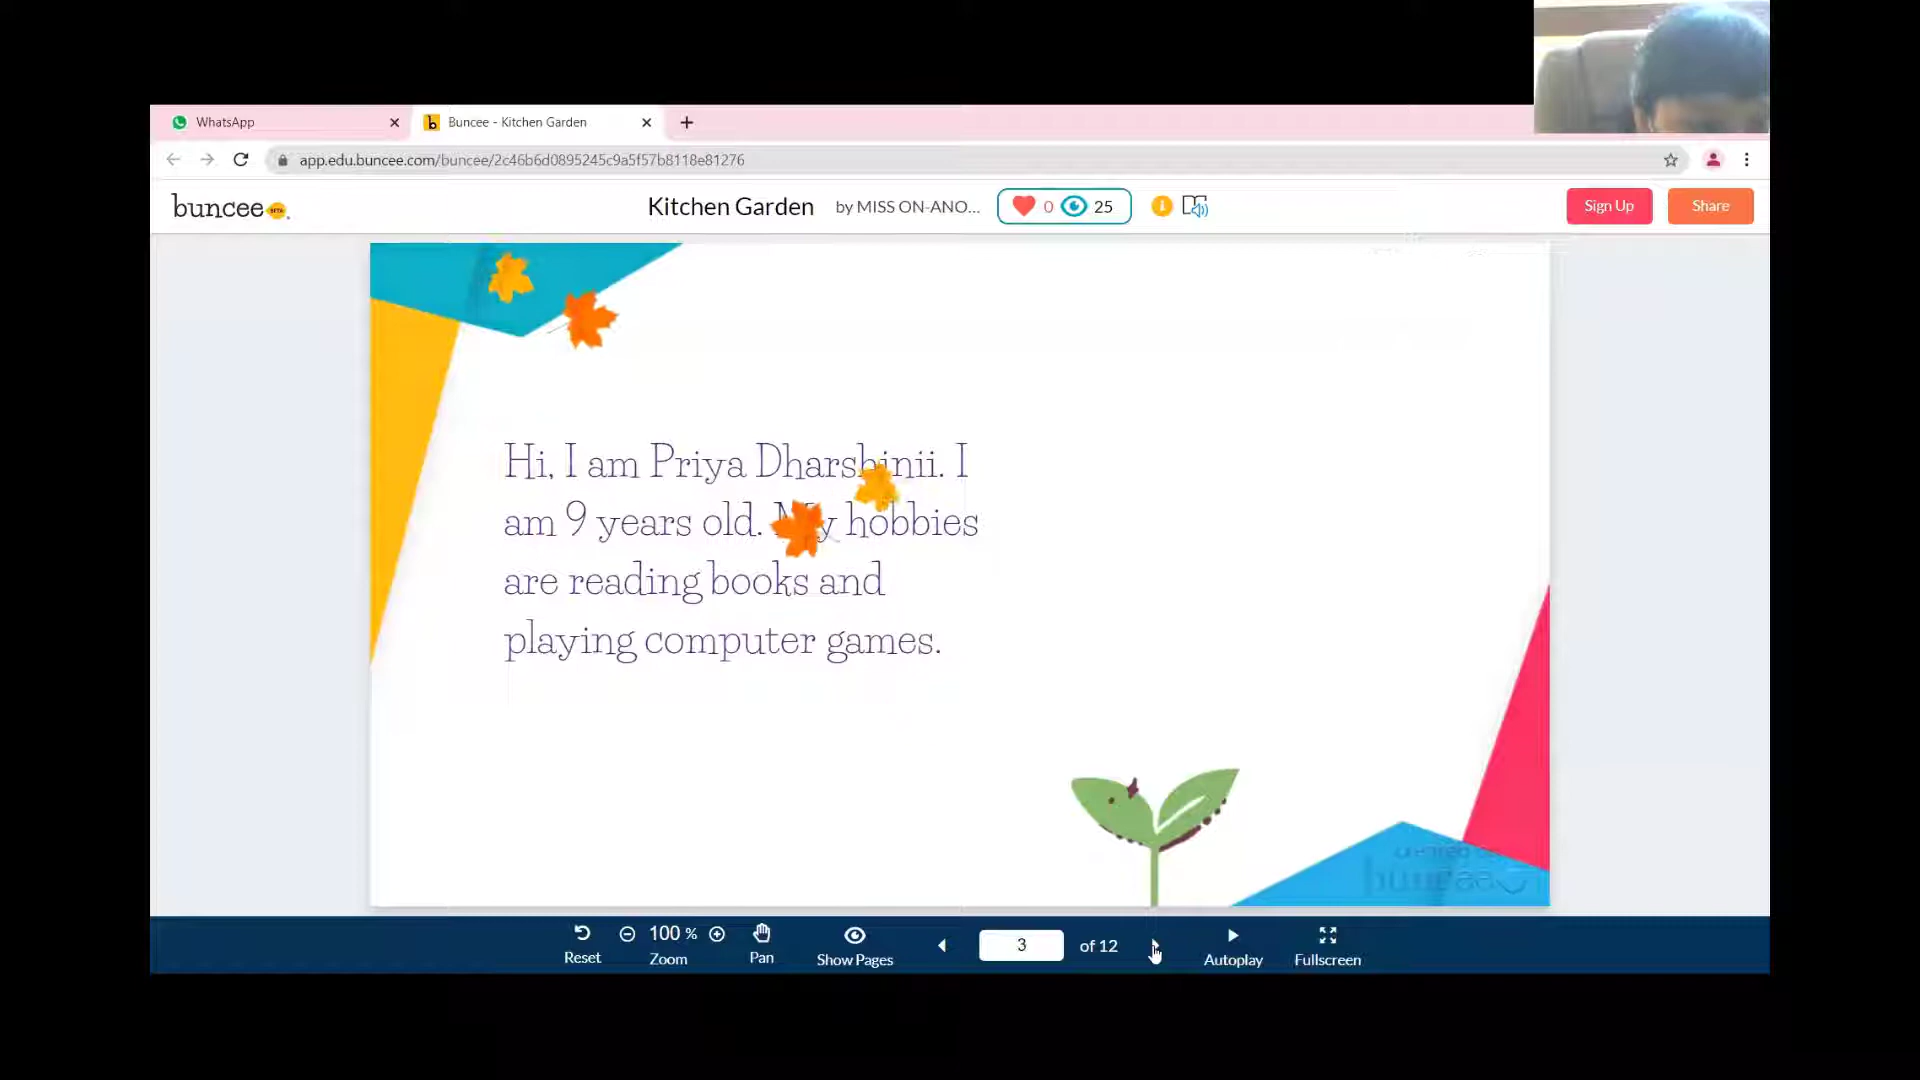 WhatsApp
Buncee - Kitchen Garden
app.edu.buncee.com/buncee/2c46b6d0895245c9a5f57b8118e81276
buncee BETA
Kitchen Garden
by MISS ON-ANO...
0
25
Sign Up
Share
Hi, I am Priya Dharshinii. I
am 9 years old. My hobbies
are reading books and
playing computer games.
buncee
Reset
100 %
Zoom
Pan
Show Pages
3
of 12
Autoplay
Fullscreen